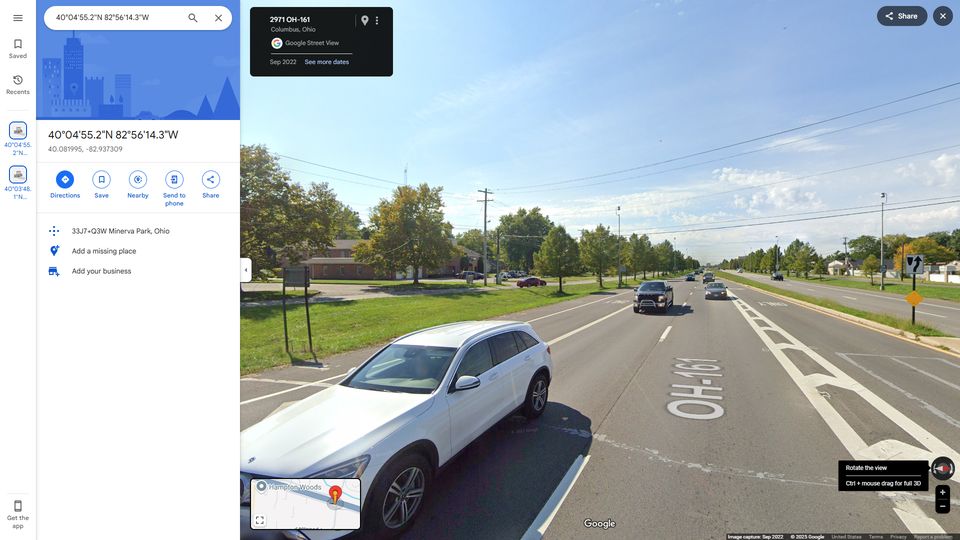 40°04'55.2"N 82°56'14.3"W
Saved
Recents
40°04'55.
2"N...
40°03'48.
1"N...
Get the
app
40°04'55.2"N 82°56'14.3"W
40.081995, -82.937309
Directions
Save
Nearby
Send to
phone
Share
33J7+Q3W Minerva Park, Ohio
Add a missing place
Add your business
2971 OH-161
Columbus, Ohio
Google Street View
Sep 2022 See more dates
Share
OH-161
Rotate the view
Ctrl + mouse drag for full 3D
Hampton Woods
Google
Image capture: Sep 2022 © 2025 Google United States Terms Privacy Report a problem